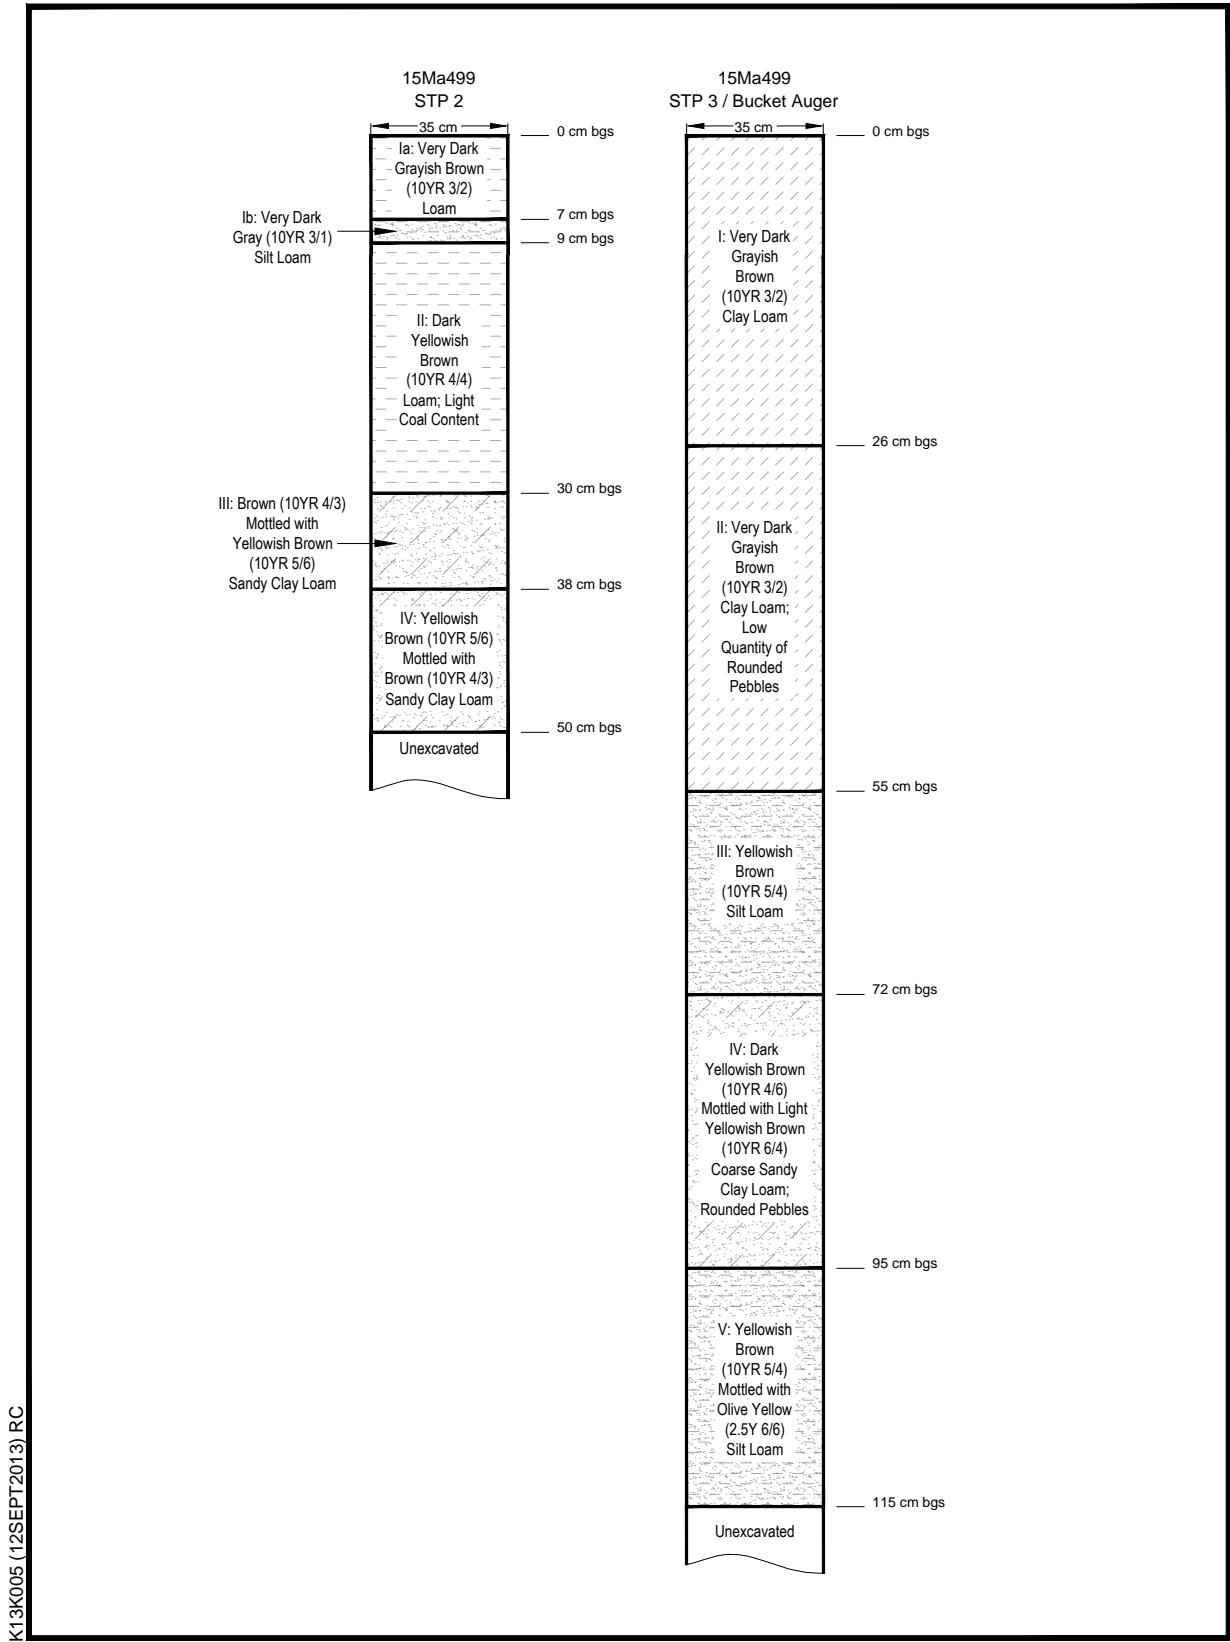 15Ma499
STP 2
35 cm
0 cm bgs
Ia: Very Dark
Grayish Brown
(10YR 3/2)
Loam
7 cm bgs
Ib: Very Dark
Gray (10YR 3/1)
Silt Loam
9 cm bgs
II: Dark
Yellowish
Brown
(10YR 4/4)
Loam; Light
Coal Content
30 cm bgs
III: Brown (10YR 4/3)
Mottled with
Yellowish Brown
(10YR 5/6)
Sandy Clay Loam
38 cm bgs
IV: Yellowish
Brown (10YR 5/6)
Mottled with
Brown (10YR 4/3)
Sandy Clay Loam
50 cm bgs
Unexcavated
15Ma499
STP 3 / Bucket Auger
35 cm
0 cm bgs
I: Very Dark
Grayish
Brown
(10YR 3/2)
Clay Loam
26 cm bgs
II: Very Dark
Grayish
Brown
(10YR 3/2)
Clay Loam;
Low
Quantity of
Rounded
Pebbles
55 cm bgs
III: Yellowish
Brown
(10YR 5/4)
Silt Loam
72 cm bgs
IV: Dark
Yellowish Brown
(10YR 4/6)
Mottled with Light
Yellowish Brown
(10YR 6/4)
Coarse Sandy
Clay Loam;
Rounded Pebbles
95 cm bgs
V: Yellowish
Brown
(10YR 5/4)
Mottled with
Olive Yellow
(2.5Y 6/6)
Silt Loam
115 cm bgs
Unexcavated
K13K005 (12SEPT2013) RC